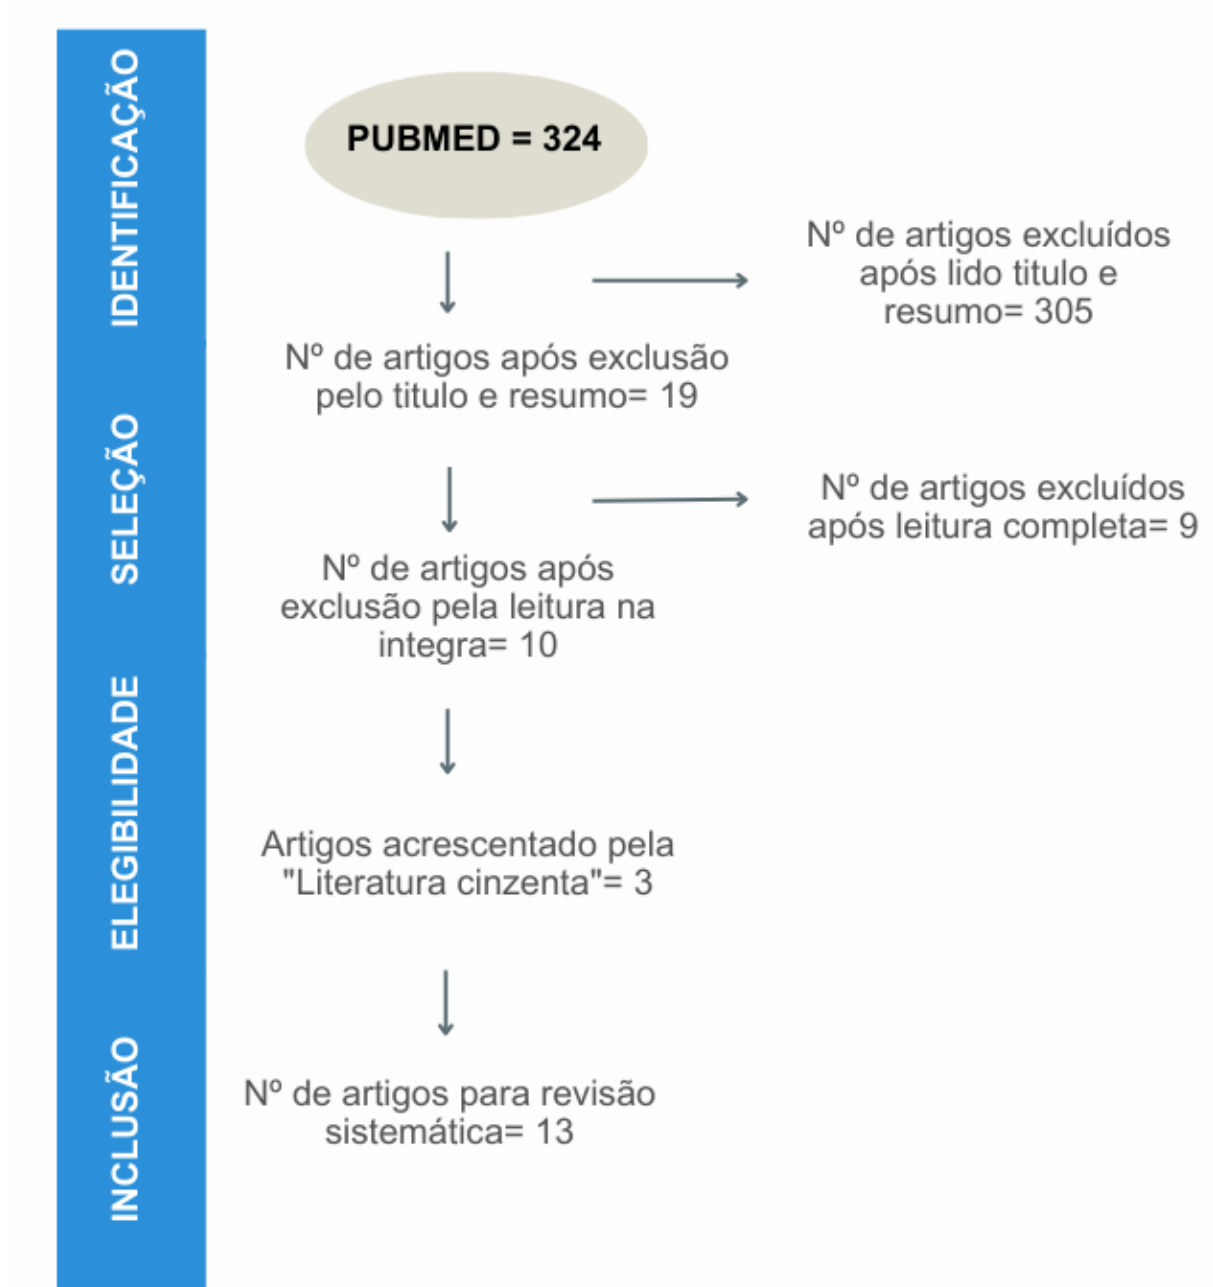 IDENTIFICAÇÃO
PUBMED = 324
Nº de artigos excluídos
após lido titulo e
resumo= 305
Nº de artigos após exclusão
pelo titulo e resumo= 19
SELEÇÃO
Nº de artigos excluídos
após leitura completa= 9
Nº de artigos após
exclusão pela leitura na
integra= 10
ELEGIBILIDADE
Artigos acrescentado pela
"Literatura cinzenta"= 3
INCLUSÃO
Nº de artigos para revisão
sistemática= 13